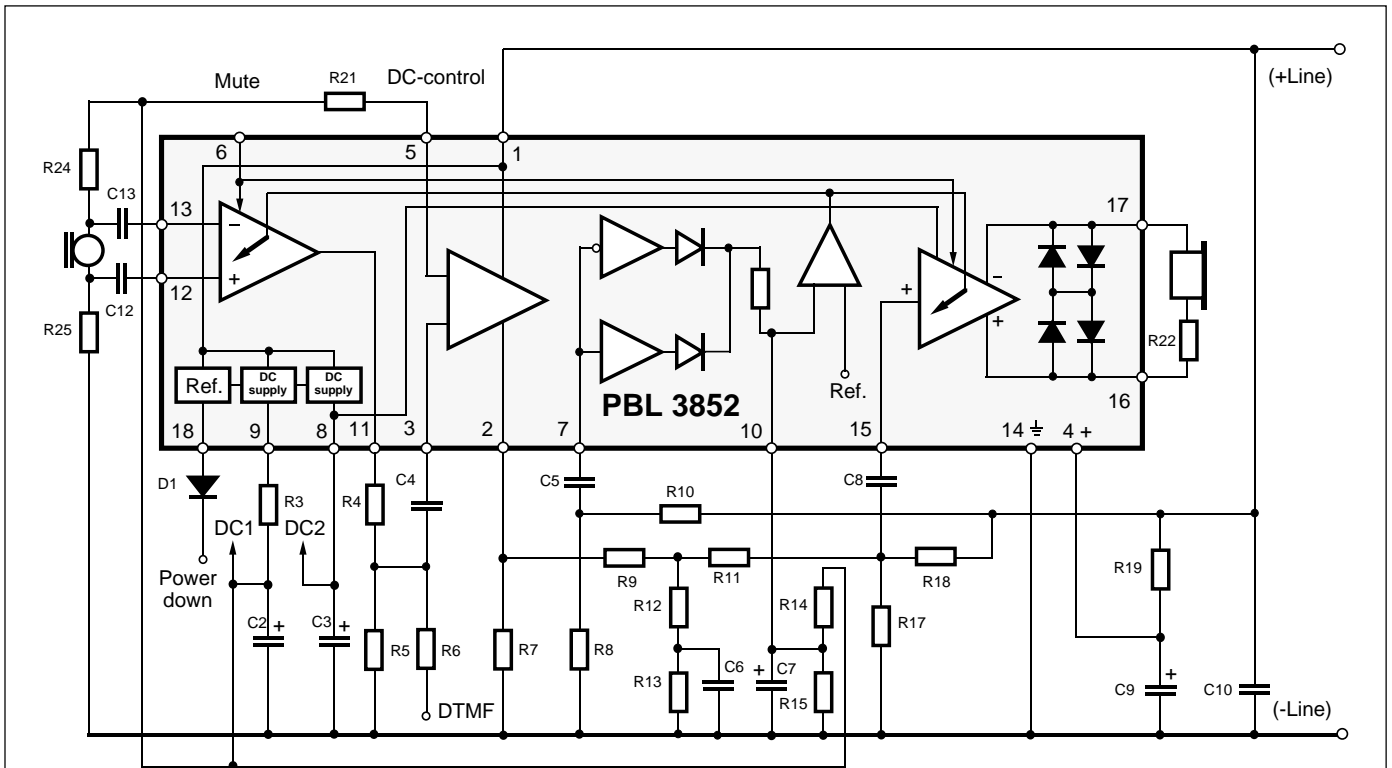 Mute
R21
DC-control
(+Line)
6
5
1
R24
C13
13
−
17
12
+
C12
R25
+
−
+
R22
Ref.
DC supply
DC supply
Ref.
PBL 3852
16
18
9
8
11
3
2
7
10
15
14
4 +
D1
R3
R4
C4
C5
R10
C8
DC1
DC2
Power down
R9
R11
R18
R19
R12
R14
C2
+
C3
+
R5
R6
R7
R8
R13
C6
+
C7
R15
R17
C9
+
C10
DTMF
(-Line)